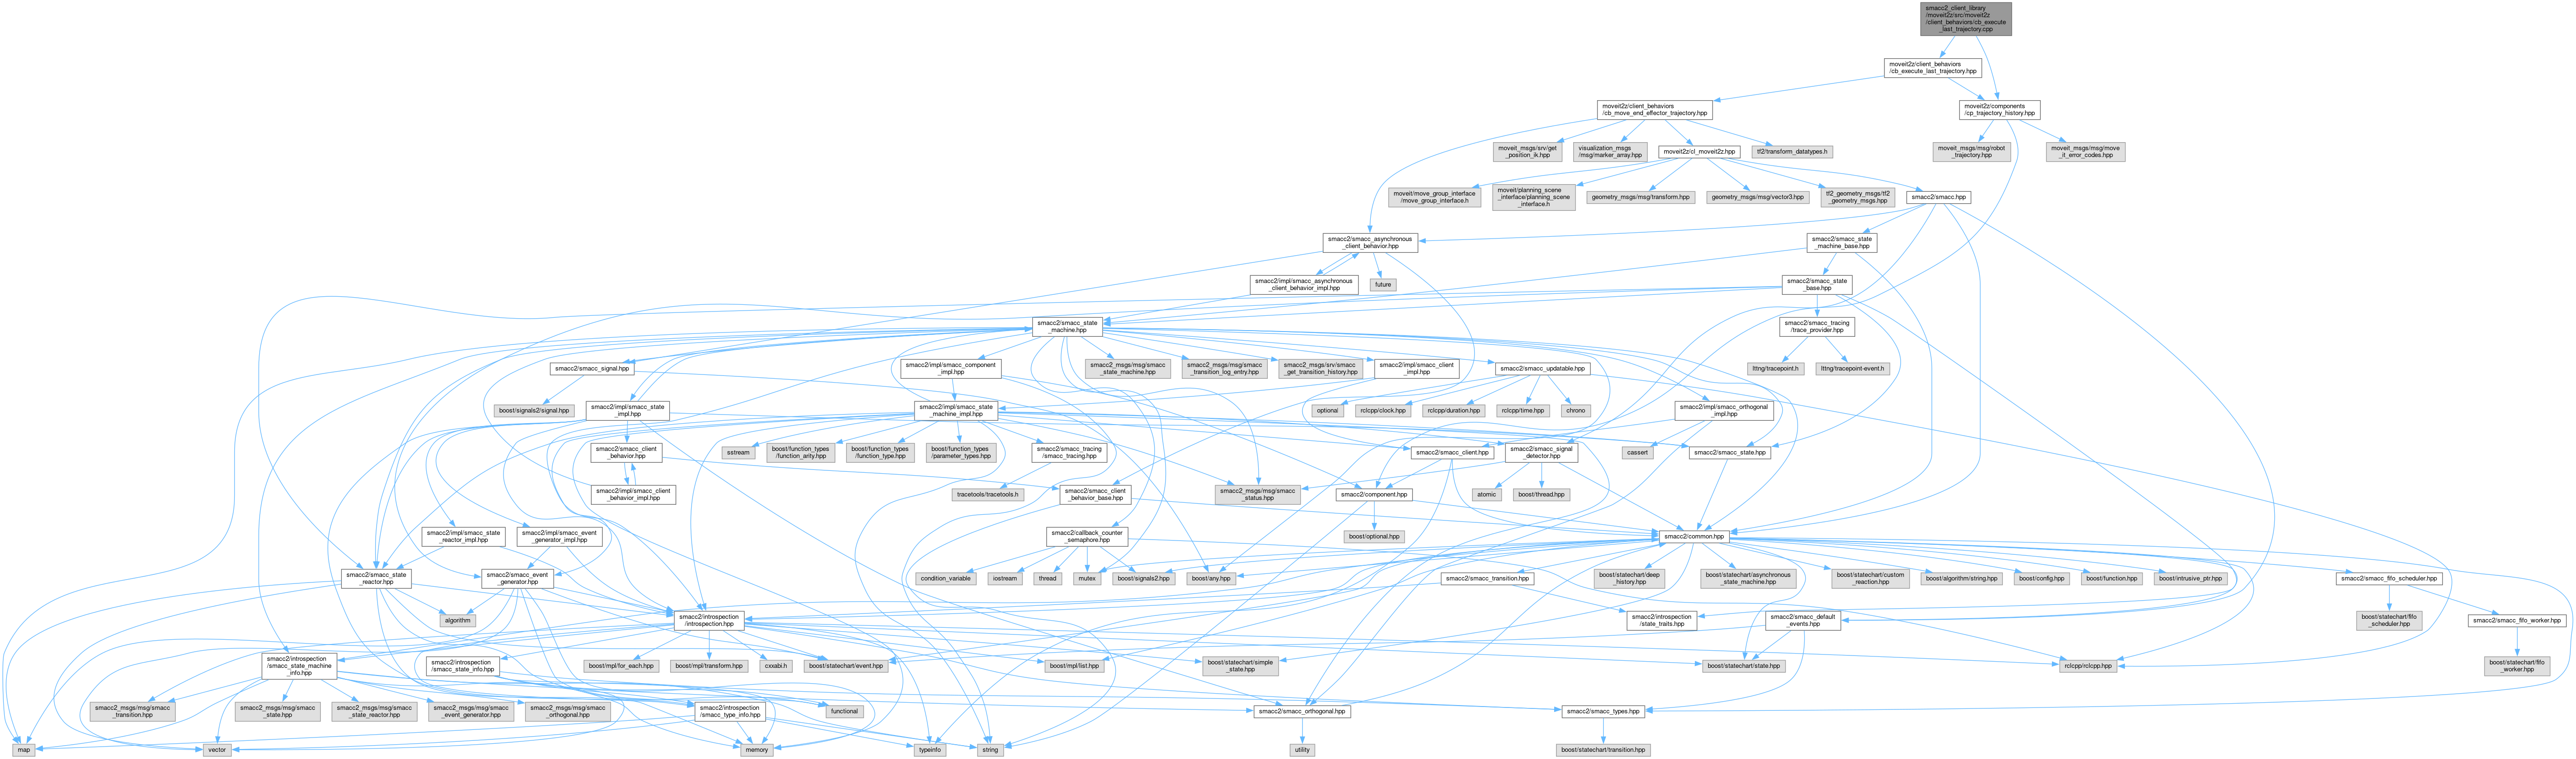 smacc2_client_library
/moveit2z/src/moveit2z
/client_behaviors/cb_execute
_last_trajectory.cpp
moveit2z/client_behaviors
/cb_execute_last_trajectory.hpp
moveit2z/client_behaviors
/cb_move_end_effector_trajectory.hpp
moveit2z/components
/cp_trajectory_history.hpp
moveit_msgs/srv/get
_position_ik.hpp
visualization_msgs
/msg/marker_array.hpp
moveit2z/cl_moveit2z.hpp
tf2/transform_datatypes.h
moveit_msgs/msg/robot
_trajectory.hpp
moveit_msgs/msg/move
_it_error_codes.hpp
moveit/move_group_interface
/move_group_interface.h
moveit/planning_scene
_interface/planning_scene
_interface.h
geometry_msgs/msg/transform.hpp
geometry_msgs/msg/vector3.hpp
tf2_geometry_msgs/tf2
_geometry_msgs.hpp
smacc2/smacc.hpp
smacc2/smacc_asynchronous
_client_behavior.hpp
smacc2/smacc_state
_machine_base.hpp
smacc2/impl/smacc_asynchronous
_client_behavior_impl.hpp
future
smacc2/smacc_state
_base.hpp
smacc2/smacc_state
_machine.hpp
smacc2/smacc_tracing
/trace_provider.hpp
smacc2/smacc_signal.hpp
smacc2/impl/smacc_component
_impl.hpp
smacc2_msgs/msg/smacc
_state_machine.hpp
smacc2_msgs/msg/smacc
_transition_log_entry.hpp
smacc2_msgs/srv/smacc
_get_transition_history.hpp
smacc2/impl/smacc_client
_impl.hpp
smacc2/smacc_updatable.hpp
lttng/tracepoint.h
lttng/tracepoint-event.h
boost/signals2/signal.hpp
smacc2/impl/smacc_state
_impl.hpp
smacc2/impl/smacc_state
_machine_impl.hpp
optional
rclcpp/clock.hpp
rclcpp/duration.hpp
rclcpp/time.hpp
chrono
smacc2/impl/smacc_orthogonal
_impl.hpp
smacc2/smacc_client
_behavior.hpp
sstream
boost/function_types
/function_arity.hpp
boost/function_types
/function_type.hpp
boost/function_types
/parameter_types.hpp
smacc2/smacc_tracing
/smacc_tracing.hpp
smacc2/smacc_client.hpp
smacc2/smacc_signal
_detector.hpp
cassert
smacc2/smacc_state.hpp
smacc2/impl/smacc_client
_behavior_impl.hpp
tracetools/tracetools.h
smacc2/smacc_client
_behavior_base.hpp
smacc2_msgs/msg/smacc
_status.hpp
smacc2/component.hpp
atomic
boost/thread.hpp
smacc2/impl/smacc_state
_reactor_impl.hpp
smacc2/impl/smacc_event
_generator_impl.hpp
smacc2/callback_counter
_semaphore.hpp
boost/optional.hpp
smacc2/common.hpp
smacc2/smacc_state
_reactor.hpp
smacc2/smacc_event
_generator.hpp
condition_variable
iostream
thread
mutex
boost/signals2.hpp
boost/any.hpp
smacc2/smacc_transition.hpp
boost/statechart/deep
_history.hpp
boost/statechart/asynchronous
_state_machine.hpp
boost/statechart/custom
_reaction.hpp
boost/algorithm/string.hpp
boost/config.hpp
boost/function.hpp
boost/intrusive_ptr.hpp
smacc2/smacc_fifo_scheduler.hpp
algorithm
smacc2/introspection
/introspection.hpp
smacc2/introspection
/state_traits.hpp
smacc2/smacc_default
_events.hpp
boost/statechart/fifo
_scheduler.hpp
smacc2/smacc_fifo_worker.hpp
smacc2/introspection
/smacc_state_machine
_info.hpp
smacc2/introspection
/smacc_state_info.hpp
boost/mpl/for_each.hpp
boost/mpl/transform.hpp
cxxabi.h
boost/statechart/event.hpp
boost/mpl/list.hpp
boost/statechart/simple
_state.hpp
boost/statechart/state.hpp
rclcpp/rclcpp.hpp
boost/statechart/fifo
_worker.hpp
smacc2_msgs/msg/smacc
_transition.hpp
smacc2_msgs/msg/smacc
_state.hpp
smacc2_msgs/msg/smacc
_state_reactor.hpp
smacc2_msgs/msg/smacc
_event_generator.hpp
smacc2_msgs/msg/smacc
_orthogonal.hpp
smacc2/introspection
/smacc_type_info.hpp
functional
smacc2/smacc_orthogonal.hpp
smacc2/smacc_types.hpp
map
vector
memory
typeinfo
string
utility
boost/statechart/transition.hpp